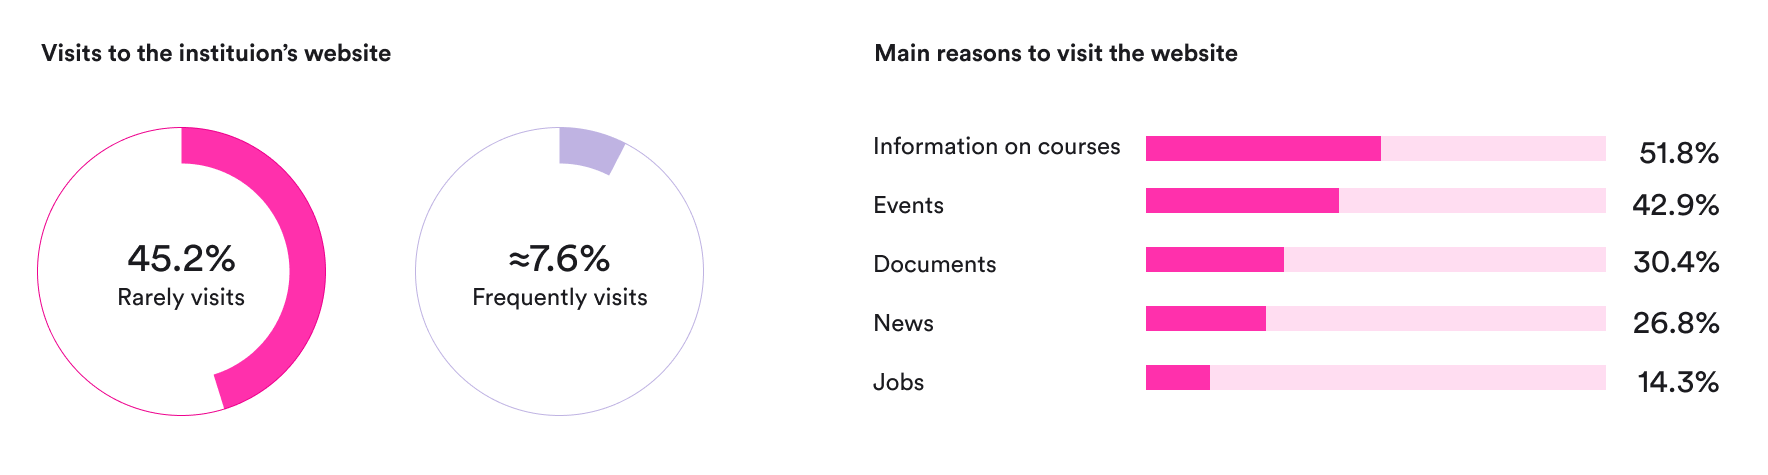 Visits to the instituion’s website
45.2%
Rarely visits
≈7.6%
Frequently visits
Main reasons to visit the website
Information on courses 51.8%
Events 42.9%
Documents 30.4%
News 26.8%
Jobs 14.3%